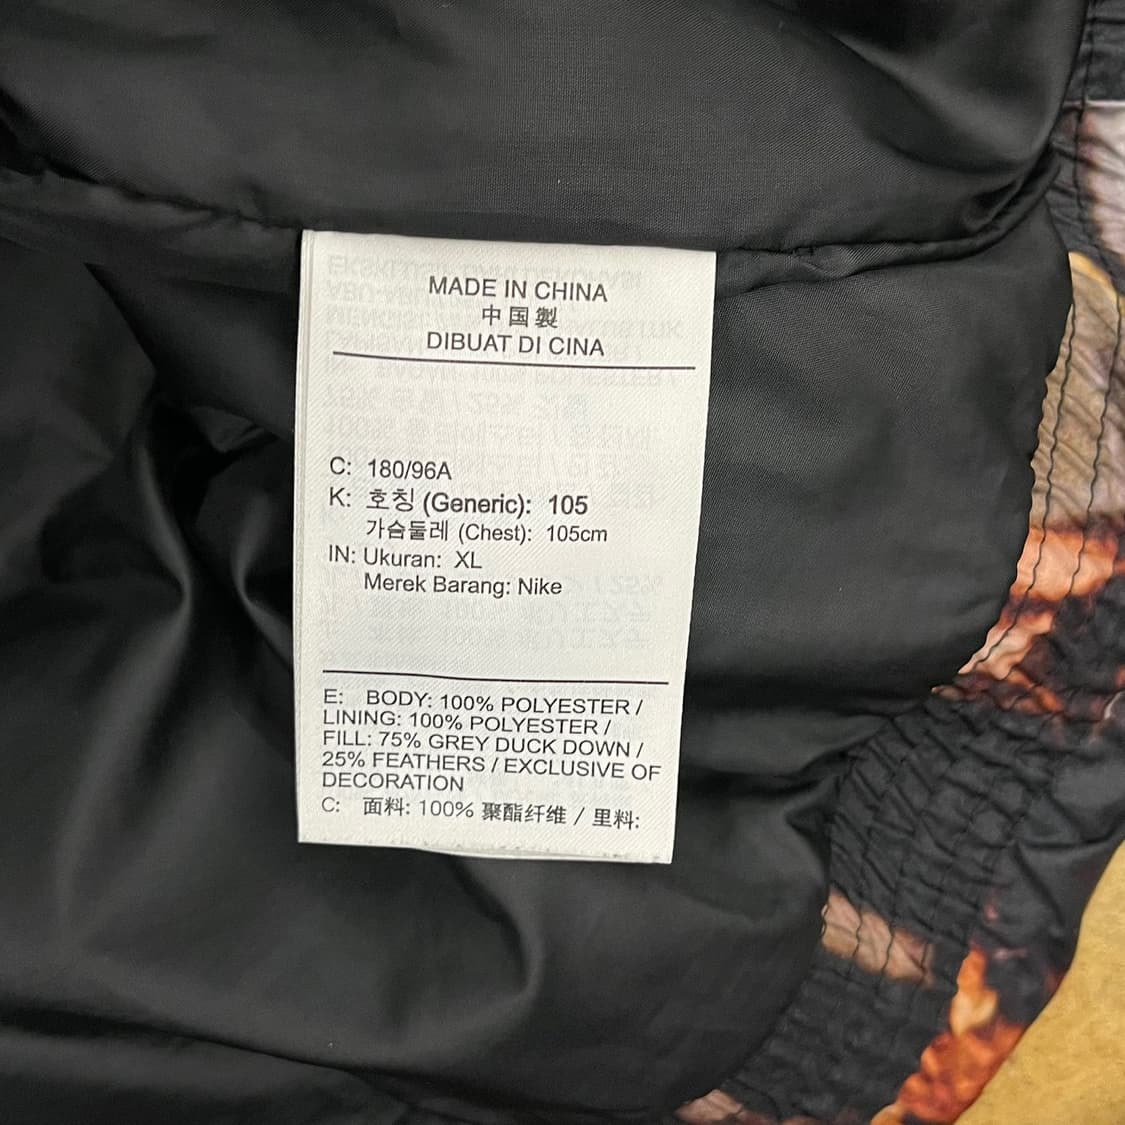 MADE IN CHINA
中国製
DIBUAT DI CINA
C: 180/96A
K: 호칭 (Generic): 105
가슴둘레 (Chest): 105cm
IN: Ukuran: XL
Merek Barang: Nike
E: BODY: 100% POLYESTER /
LINING: 100% POLYESTER /
FILL: 75% GREY DUCK DOWN /
25% FEATHERS / EXCLUSIVE OF
DECORATION
C: 面料: 100% 聚酯纤维 / 里料: